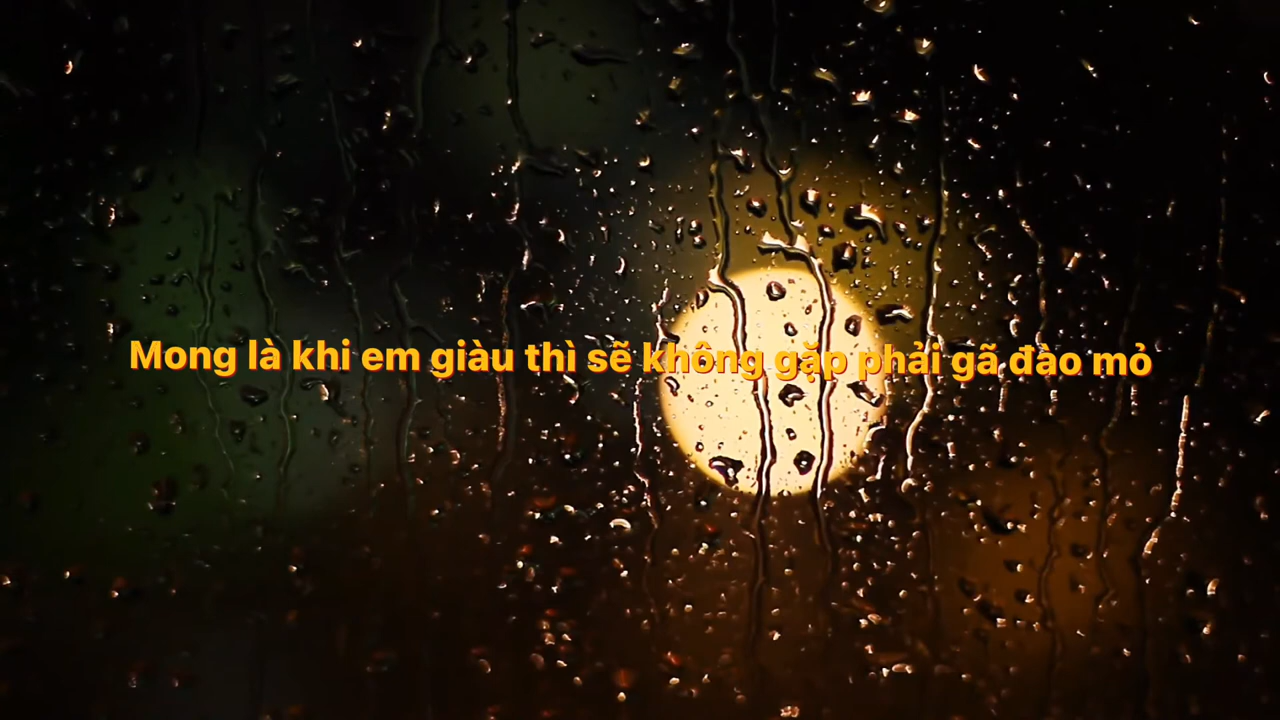 Mong là khi em giàu thì sẽ không gặp phải gã đào mỏ